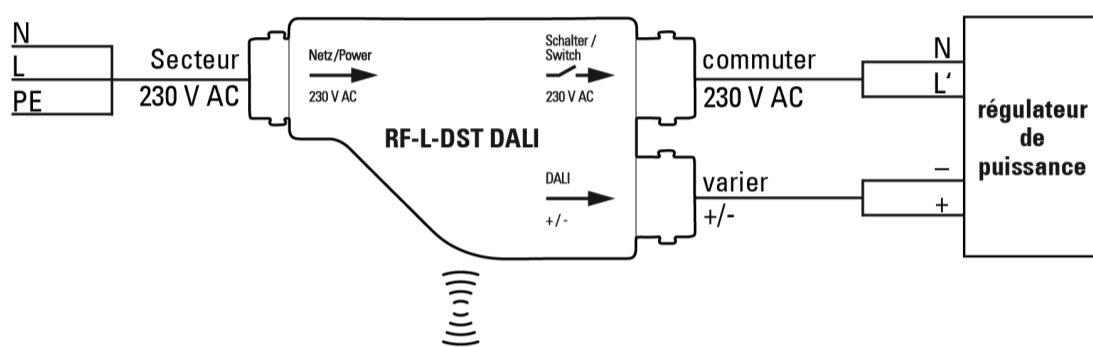 N
L
PE
Secteur
230 V AC
Netz/Power
230 V AC
Schalter /
Switch
230 V AC
RF-L-DST DALI
DALI
+/-
commuter
230 V AC
varier
+/-
N
L‘
–
+
régulateur
de
puissance